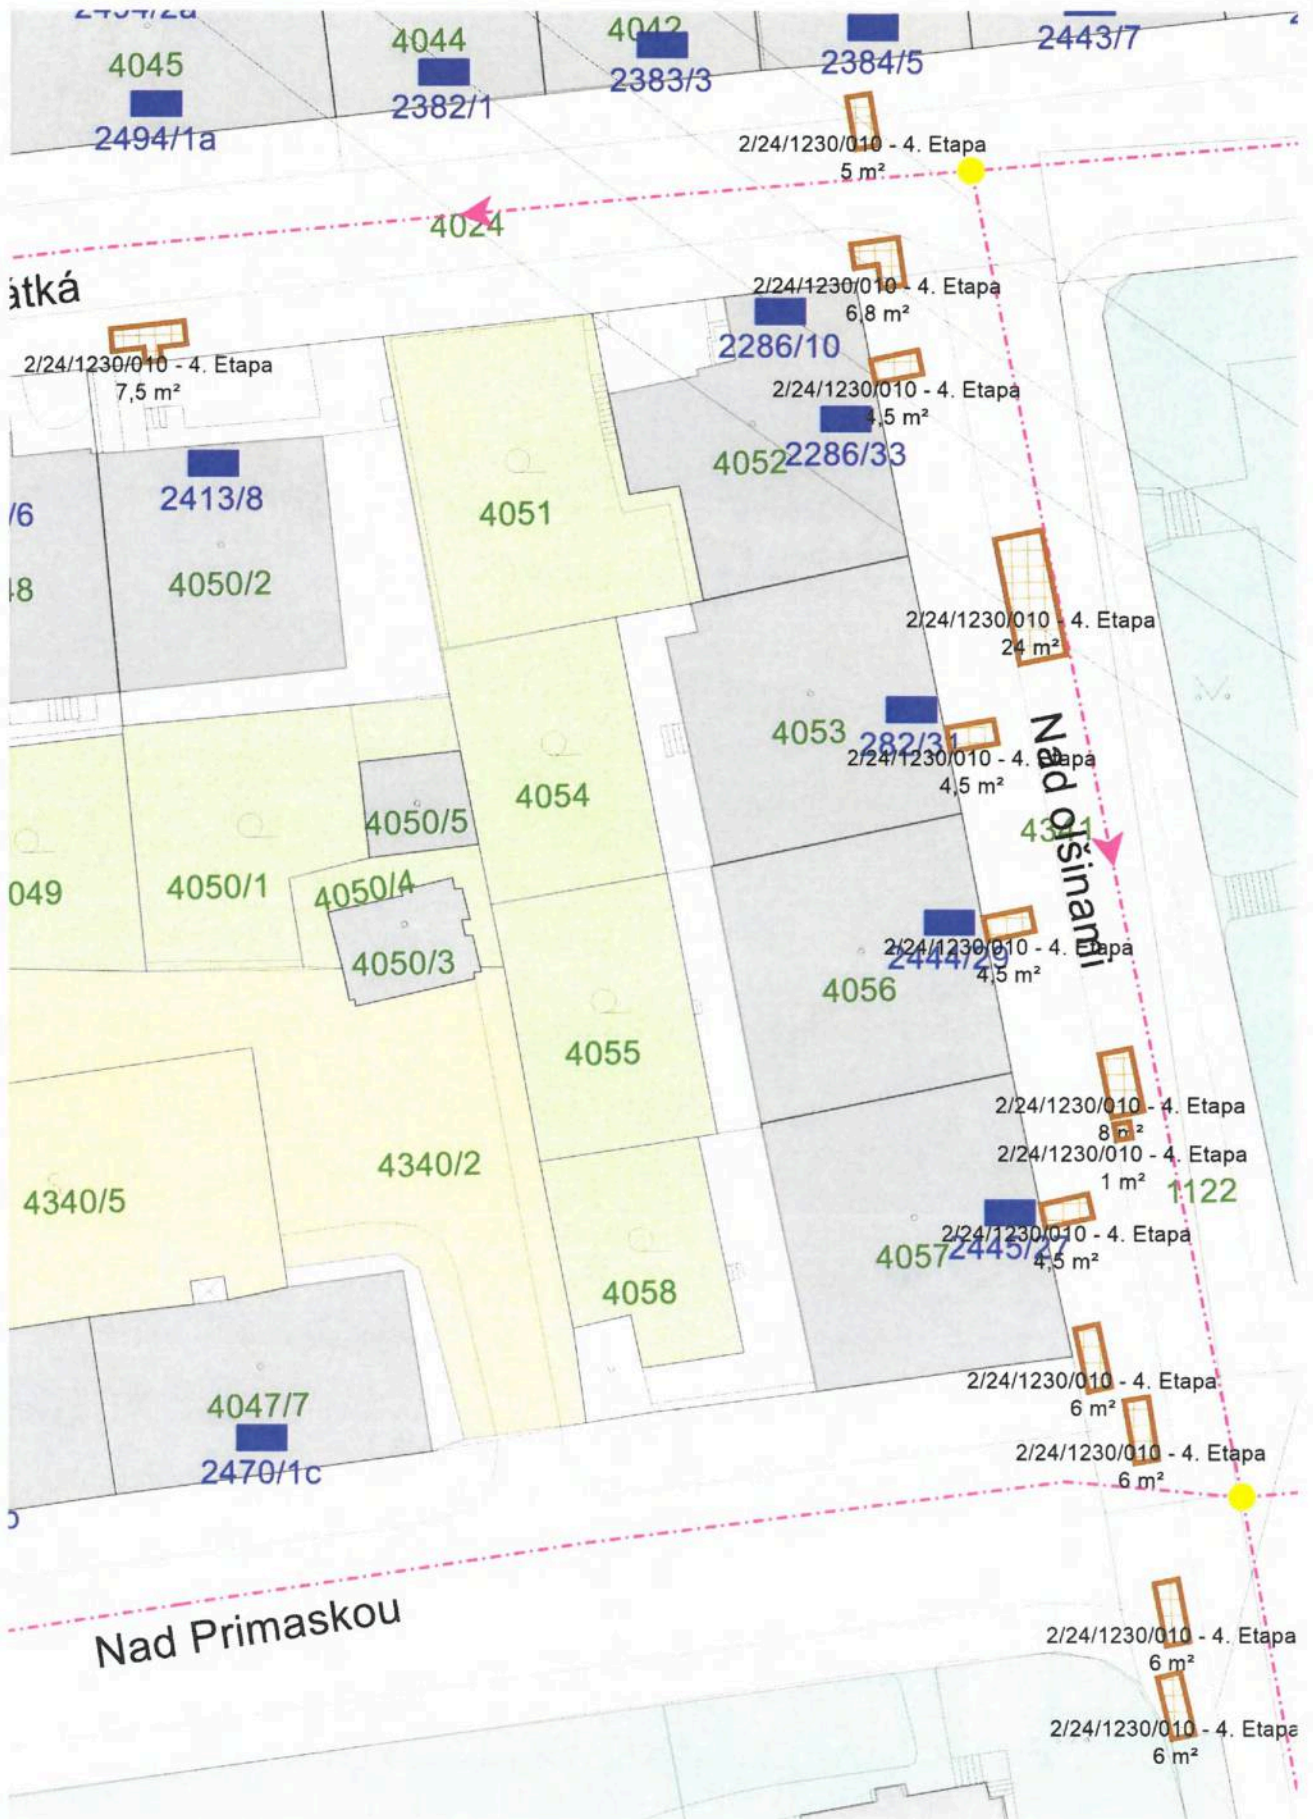 2494/2a
4045
2494/1a
4044
2382/1
4042
2383/3
2384/5
2443/7
2/24/1230/010 - 4. Etapa
5 m²
4024
átká
2/24/1230/010 - 4. Etapa
6,8 m²
2286/10
2/24/1230/010 - 4. Etapa
7,5 m²
2/24/1230/010 - 4. Etapa
4,5 m²
2286/33
4052
2413/8
/6
4051
4050/2
48
2/24/1230/010 - 4. Etapa
24 m²
Nad olšinami
4053
282/31
2/24/1230/010 - 4. Etapa
4,5 m²
4054
4050/5
4341
049
4050/1
4050/4
4050/3
2/24/1230/010 - 4. Etapa
2444/29
4,5 m²
4056
4055
2/24/1230/010 - 4. Etapa
8 m²
2/24/1230/010 - 4. Etapa
1 m²
1122
4340/2
4340/5
2/24/1230/010 - 4. Etapa
4057
2445/27
4,5 m²
4058
2/24/1230/010 - 4. Etapa
6 m²
4047/7
2470/1c
2/24/1230/010 - 4. Etapa
6 m²
Nad Primaskou
2/24/1230/010 - 4. Etapa
6 m²
2/24/1230/010 - 4. Etapa
6 m²